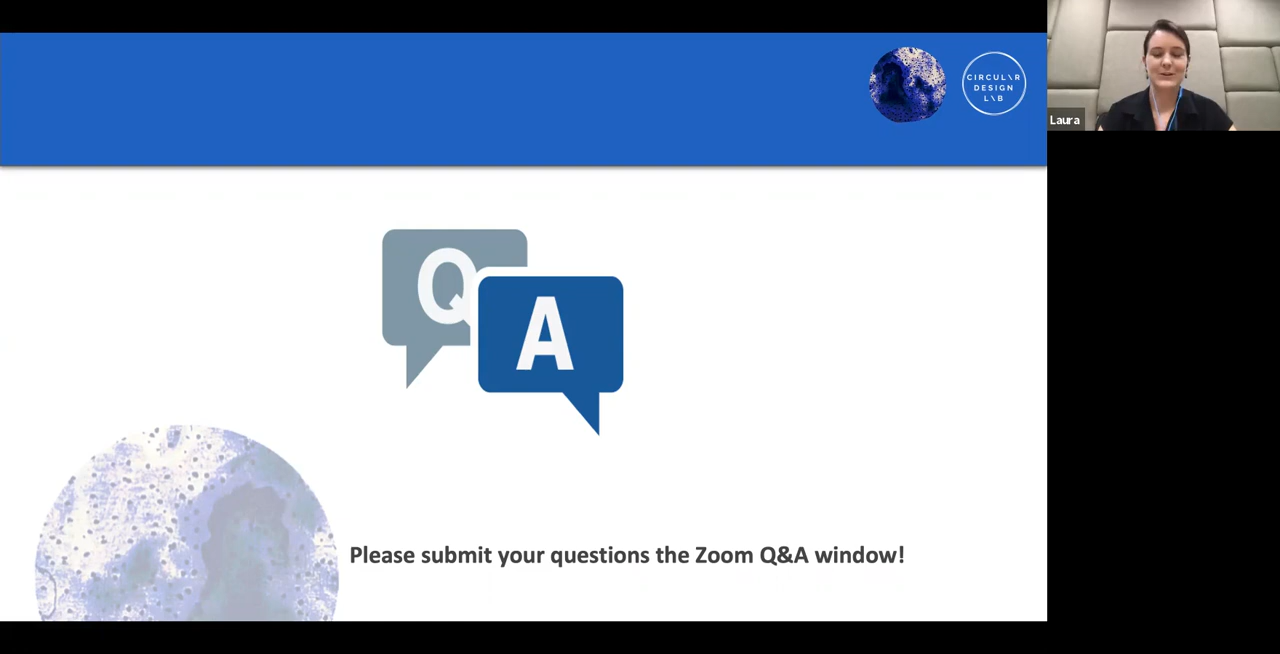 CIRCUL\R
DESIGN
L\B
Laura
Q
A
Please submit your questions the Zoom Q&A window!